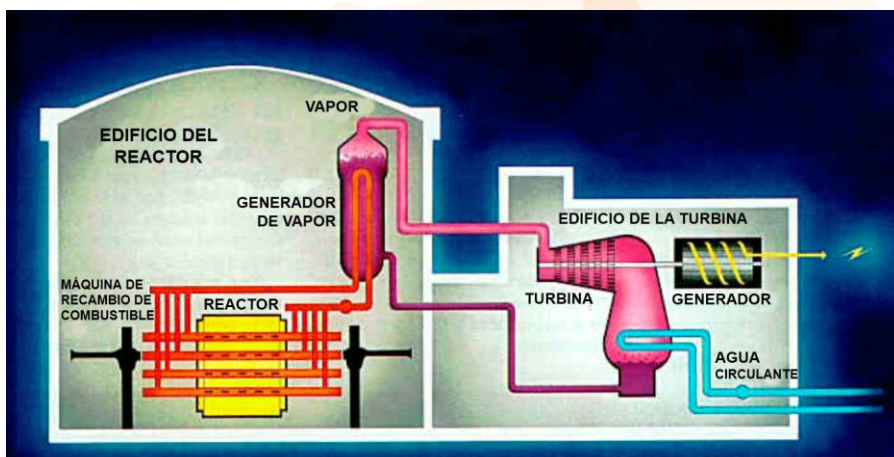 VAPOR
EDIFICIO DEL
REACTOR
GENERADOR
DE VAPOR
EDIFICIO DE LA TURBINA
MÁQUINA DE
RECAMBIO DE
COMBUSTIBLE
REACTOR
TURBINA
GENERADOR
AGUA
CIRCULANTE